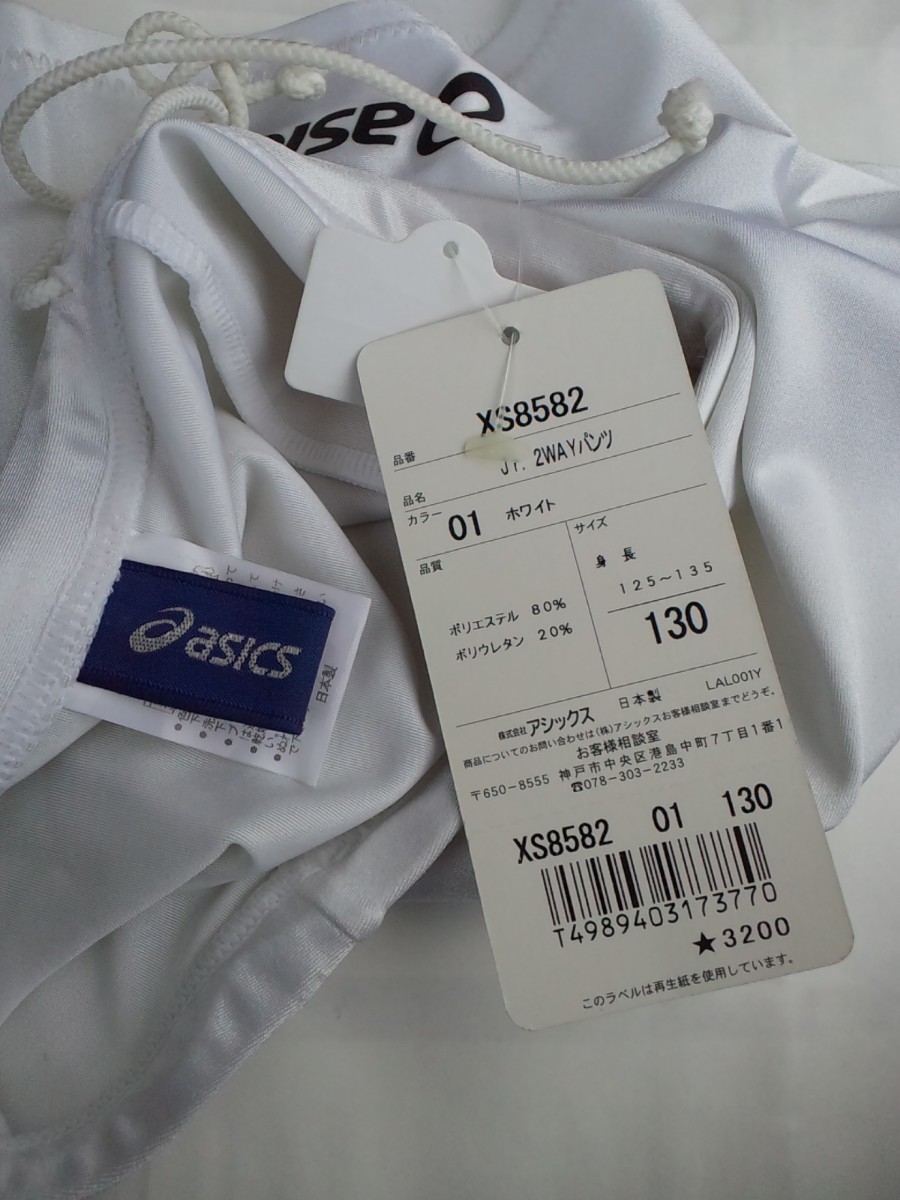 asics
XS8582
品番
Jr. 2WAYパンツ
品名
カラー 01 ホワイト
品質
サイズ
身長
125~135
ポリエステル 80%
ポリウレタン 20%
130
日本製 LAL001Y
株式会社アシックス
商品についてのお問い合わせは(株)アシックスお客様相談室までどうぞ。
お客様相談室
〒650-8555 神戸市中央区港島中町7丁目1番1
☎078-303-2233
XS8582 01 130
T4989403173770
★3200
このラベルは再生紙を使用しています。
asics
日本製